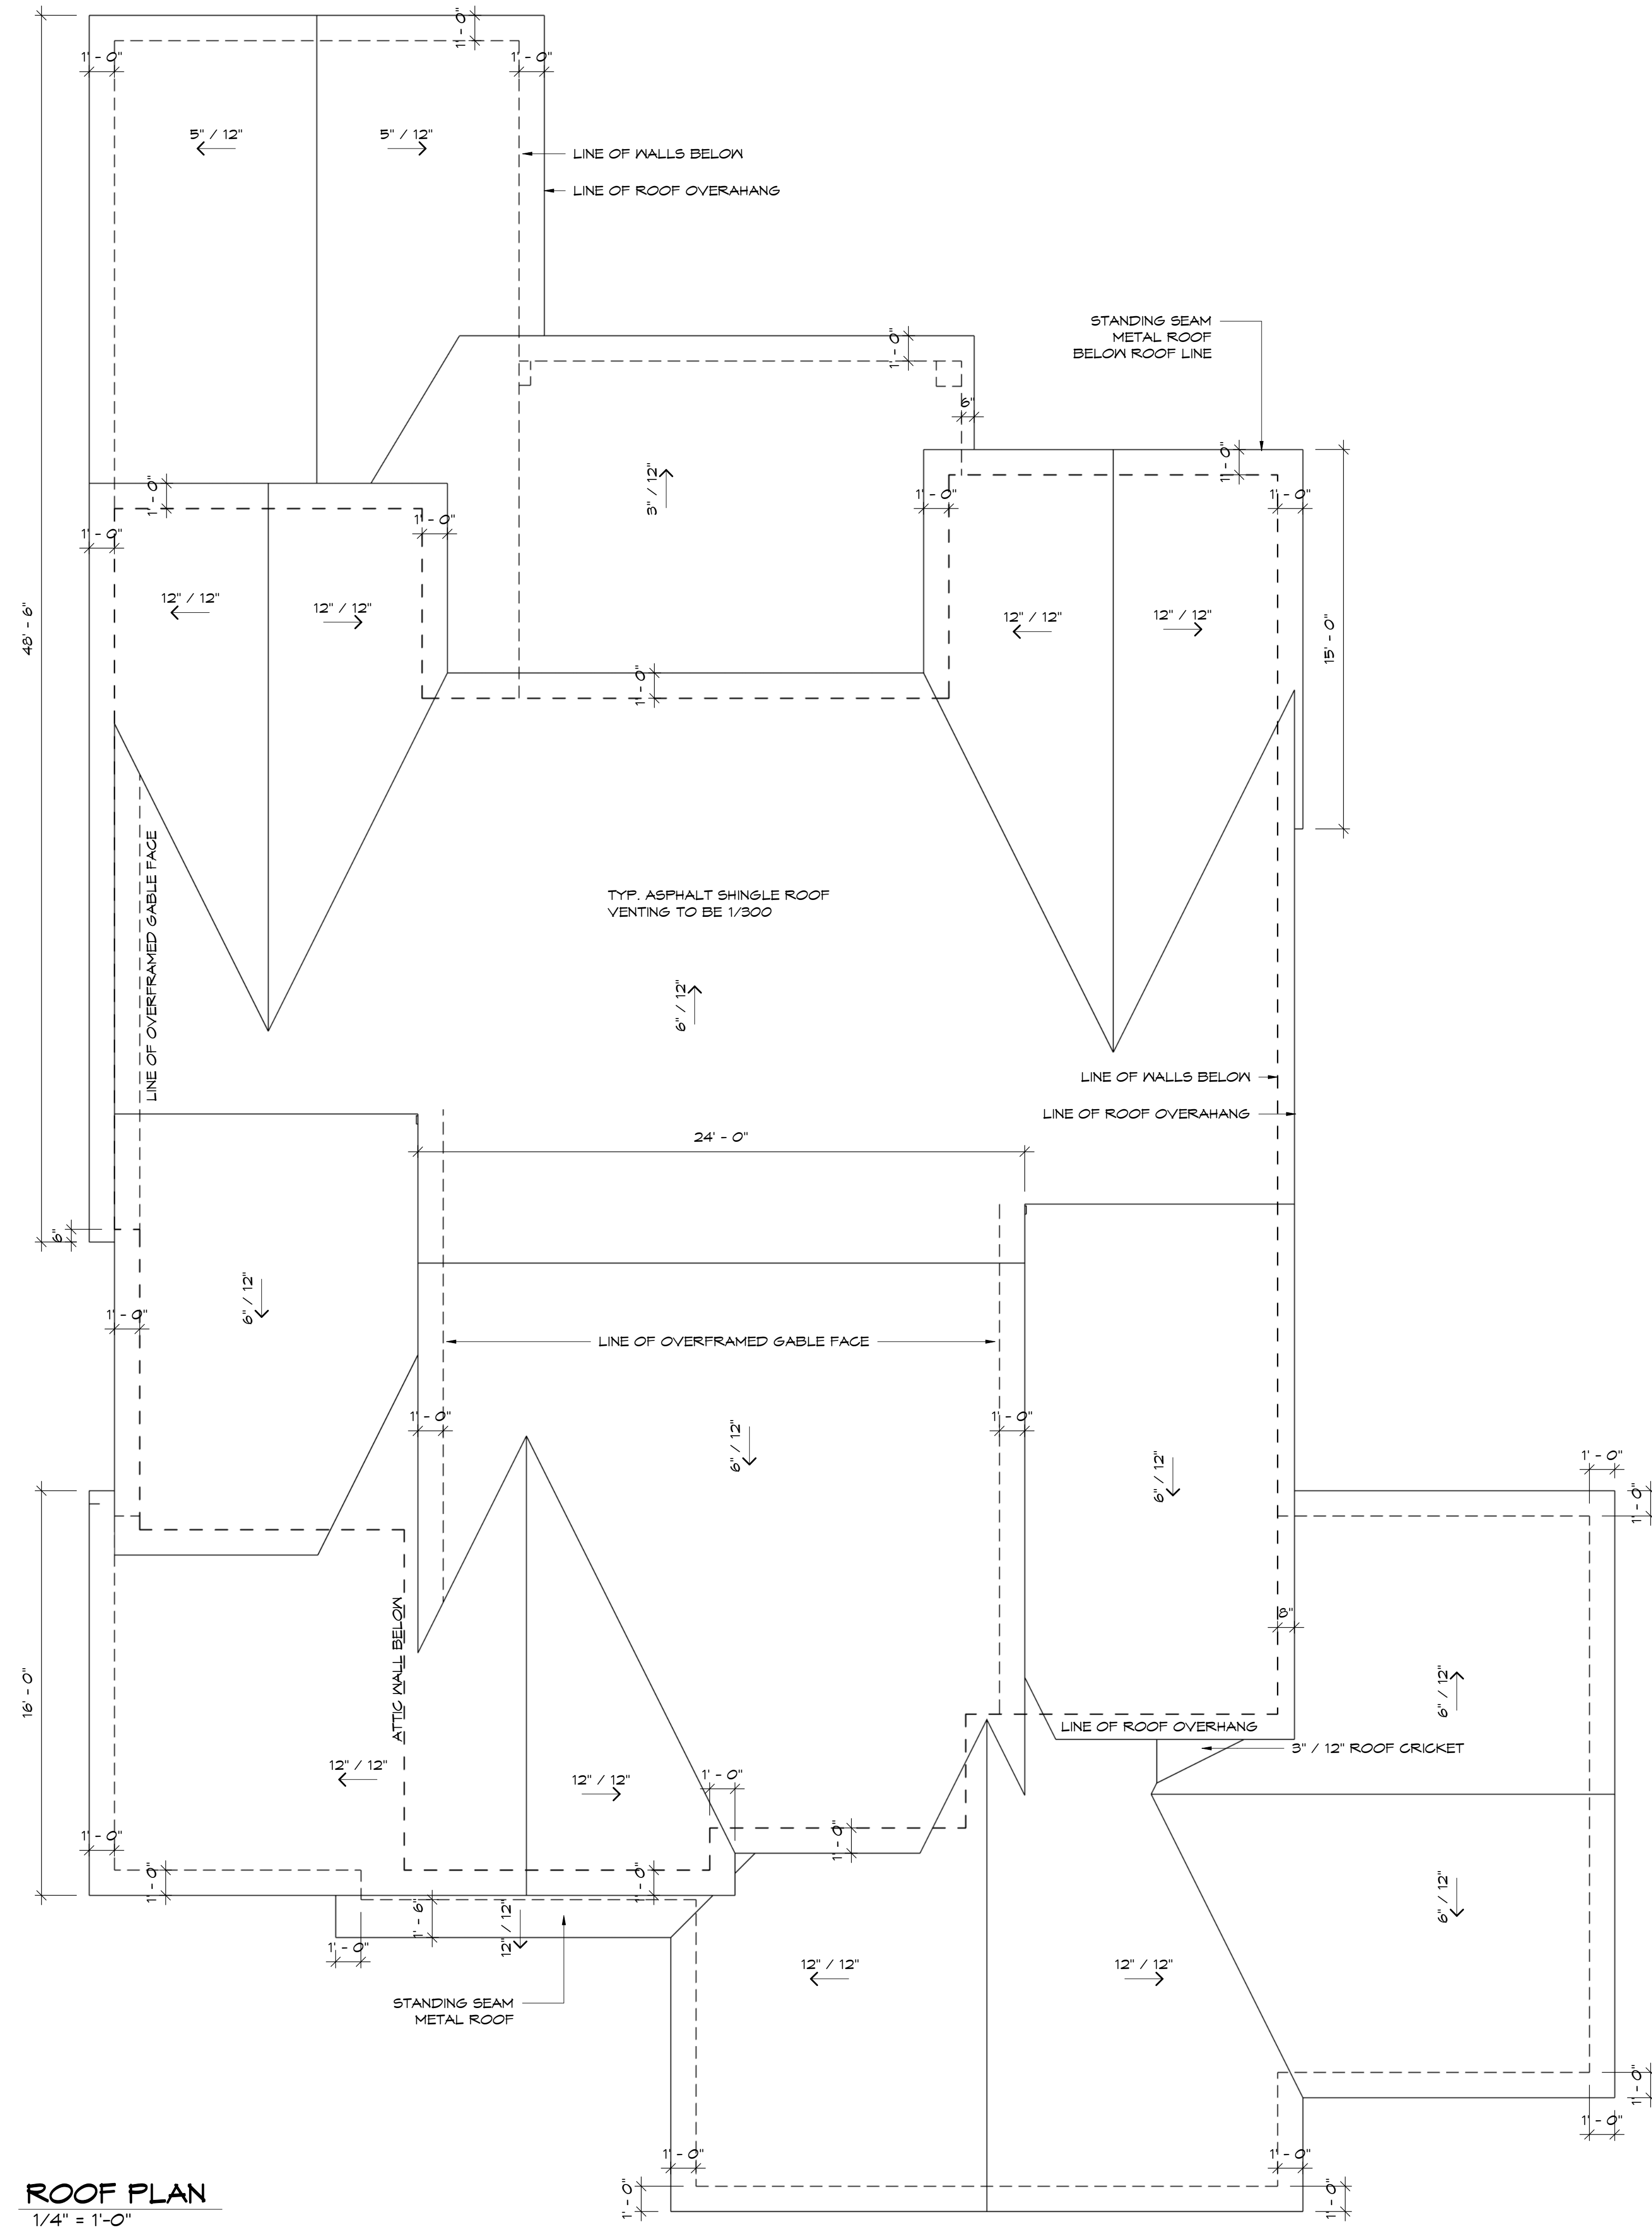 1' - 0"
1' - 0"
1' - 0"
5" / 12"
5" / 12"
LINE OF WALLS BELOW
LINE OF ROOF OVERAHANG
STANDING SEAM
METAL ROOF
BELOW ROOF LINE
1' - 0"
6"
1' - 0"
3" / 12"
1' - 0"
1' - 0"
1' - 0"
1' - 0"
1' - 0"
1' - 0"
48' - 6"
12" / 12"
12" / 12"
12" / 12"
12" / 12"
15' - 0"
1' - 0"
LINE OF OVERFRAMED GABLE FACE
TYP. ASPHALT SHINGLE ROOF
VENTING TO BE 1/300
6" / 12"
LINE OF WALLS BELOW
LINE OF ROOF OVERAHANG
24' - 0"
6"
6" / 12"
1' - 0"
LINE OF OVERFRAMED GABLE FACE
1' - 0"
1' - 0"
6" / 12"
6" / 12"
1' - 0"
1' - 0"
8"
16' - 0"
ATTIC WALL BELOW
6" / 12"
LINE OF ROOF OVERHANG
3" / 12" ROOF CRICKET
12" / 12"
12" / 12"
1' - 0"
1' - 0"
1' - 0"
1' - 0"
1' - 0"
1' - 6"
12" / 12"
1' - 0"
6" / 12"
12" / 12"
12" / 12"
STANDING SEAM
METAL ROOF
1' - 0"
1' - 0"
1' - 0"
1' - 0"
1' - 0"
1' - 0"
ROOF PLAN
1/4" = 1'-0"